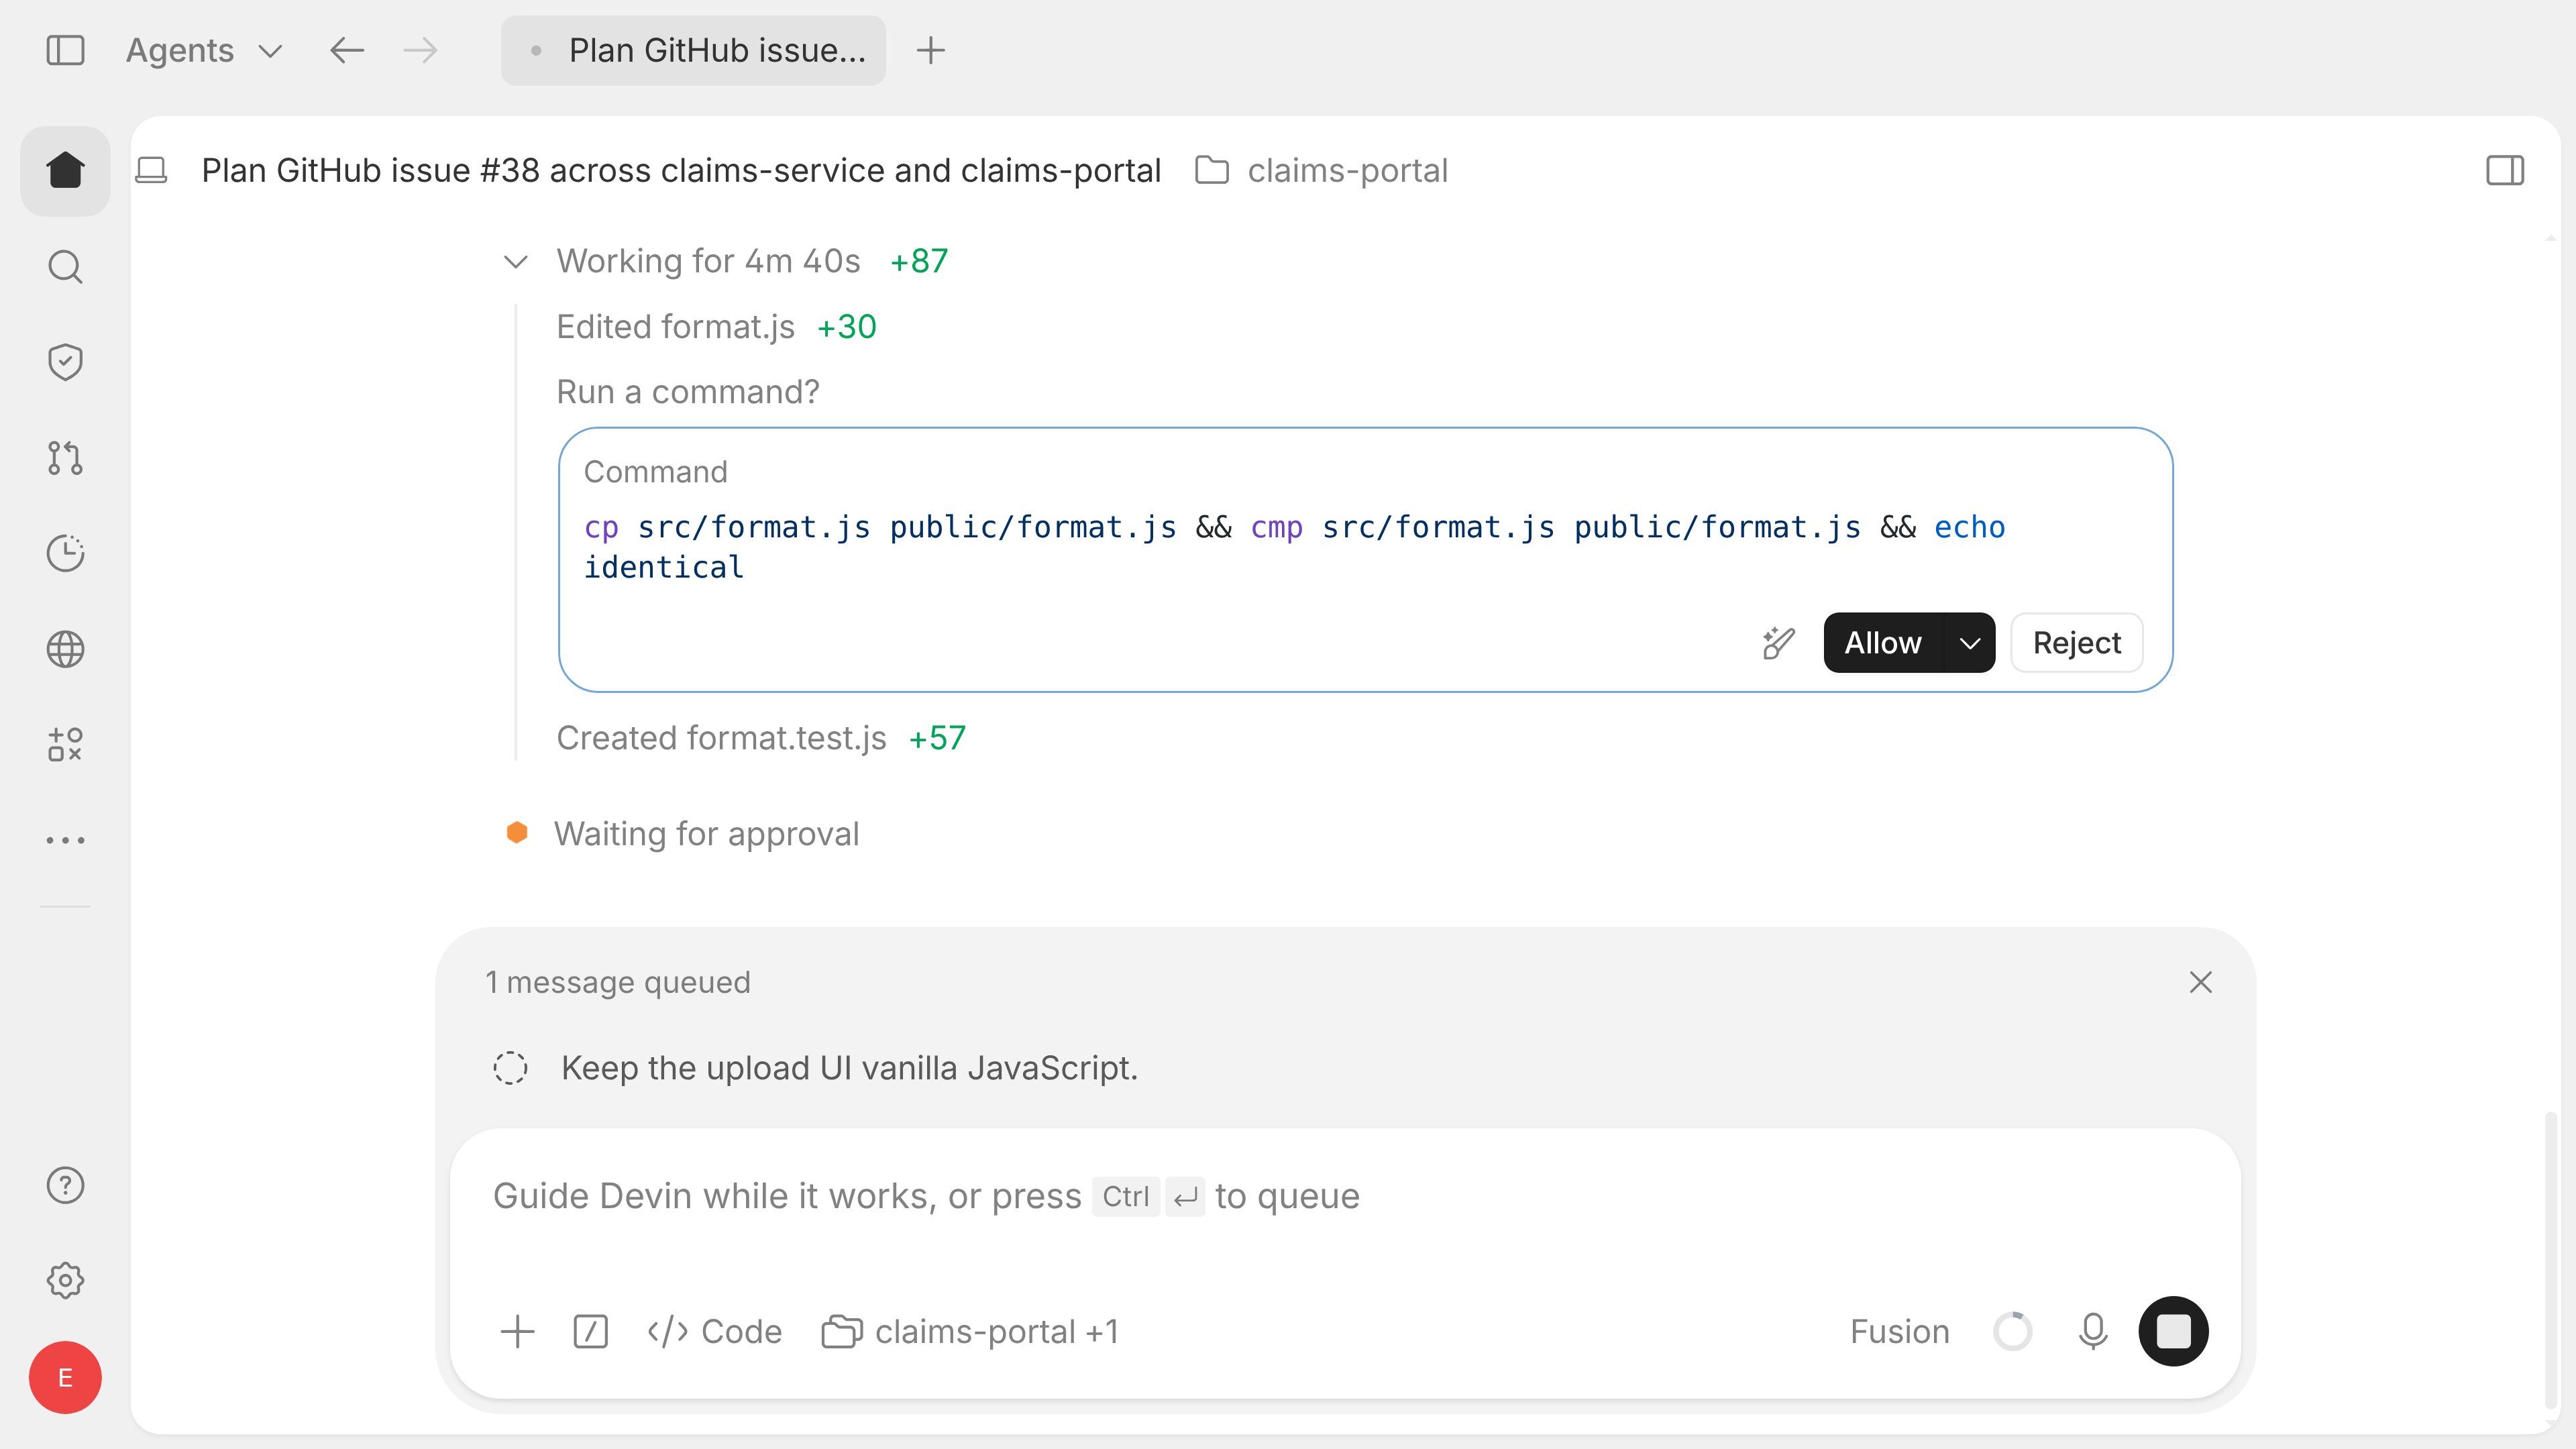 Agents
Plan GitHub issue...
Plan GitHub issue #38 across claims-service and claims-portal
claims-portal
Working for 4m 40s +87
Edited format.js +30
Run a command?
Command
cp src/format.js public/format.js && cmp src/format.js public/format.js && echo
identical
Allow
Reject
Created format.test.js +57
Waiting for approval
1 message queued
Keep the upload UI vanilla JavaScript.
Guide Devin while it works, or press Ctrl ↵ to queue
Code
claims-portal +1
Fusion
E